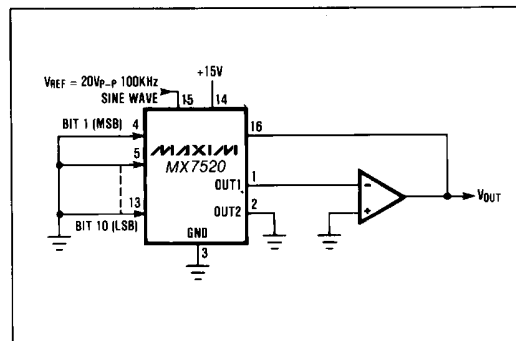 VREF = 20VP-P 100KHz
SINE WAVE
+15V
15
14
BIT 1 (MSB)
4
16
5
MAXIM
MX7520
OUT1
1
-
VOUT
13
OUT2
2
+
BIT 10 (LSB)
GND
3